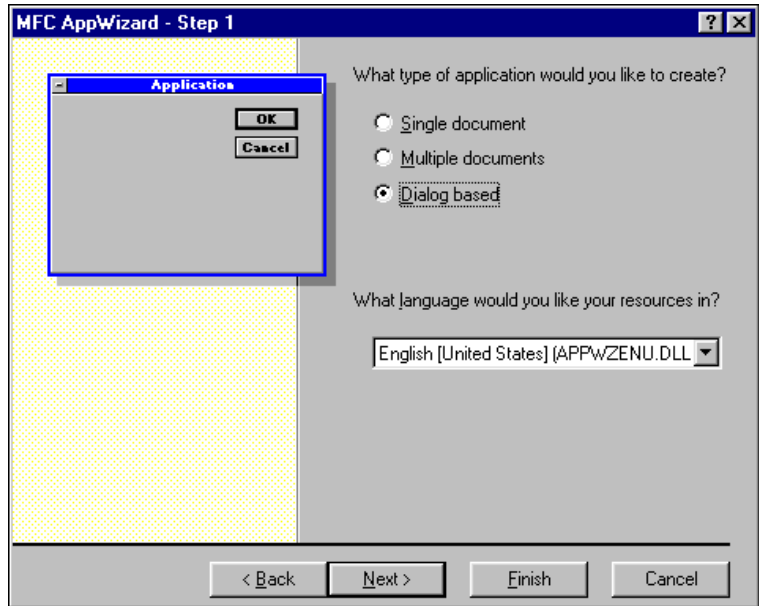 MFC AppWizard - Step 1
Application
OK
Cancel
What type of application would you like to create?
Single document
Multiple documents
Dialog based
What language would you like your resources in?
English [United States] (APPWZENU.DLL
< Back Next > Finish Cancel